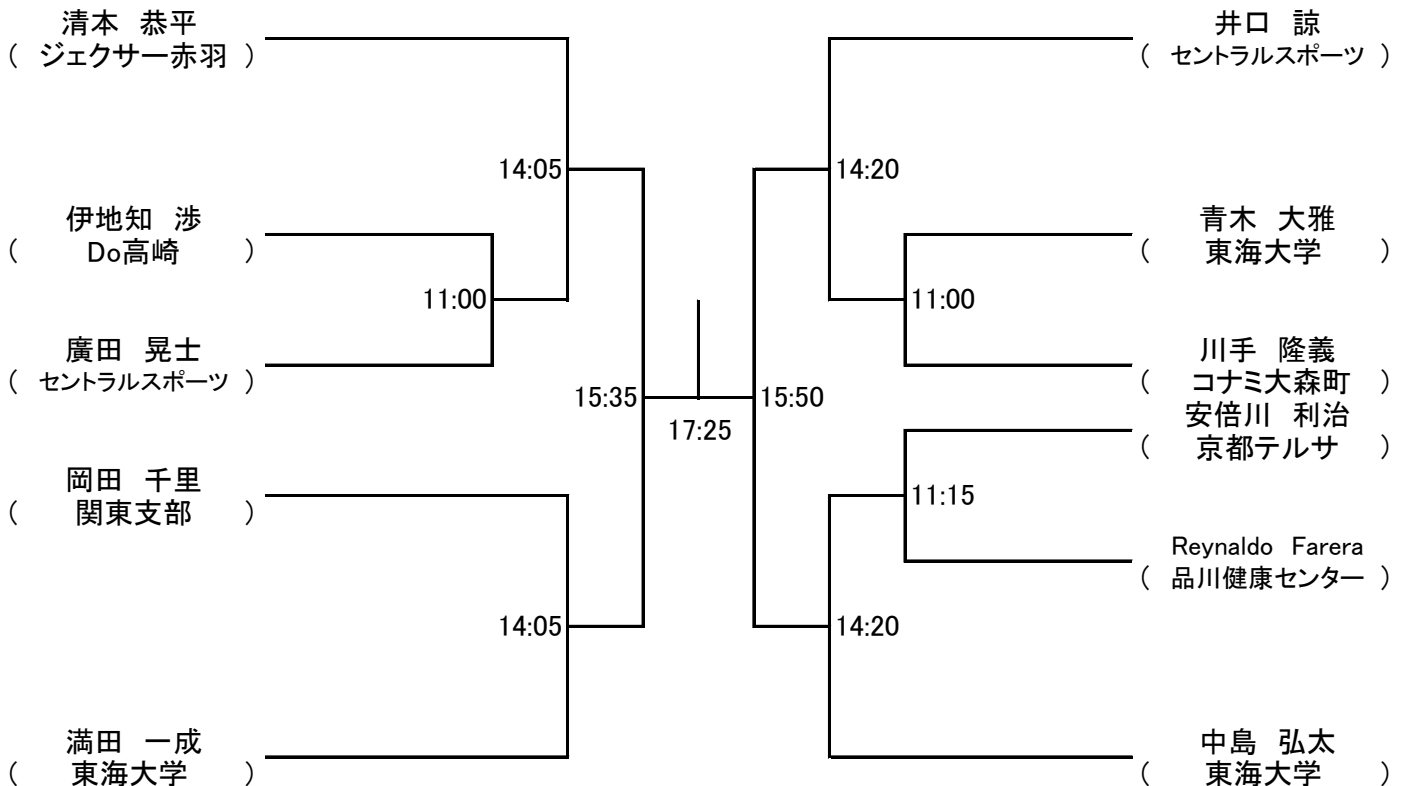 清本　恭平
(　ジェクサー赤羽　)
14:05
伊地知　渉
(　Do高崎　)
11:00
廣田　晃士
(　セントラルスポーツ　)
15:35
岡田　千里
(　関東支部　)
14:05
満田　一成
(　東海大学　)
17:25
井口　諒
(　セントラルスポーツ　)
14:20
青木　大雅
(　東海大学　)
11:00
川手　隆義
(　コナミ大森町　)
15:50
安倍川　利治
(　京都テルサ　)
11:15
Reynaldo　Farera
(　品川健康センター　)
14:20
中島　弘太
(　東海大学　)